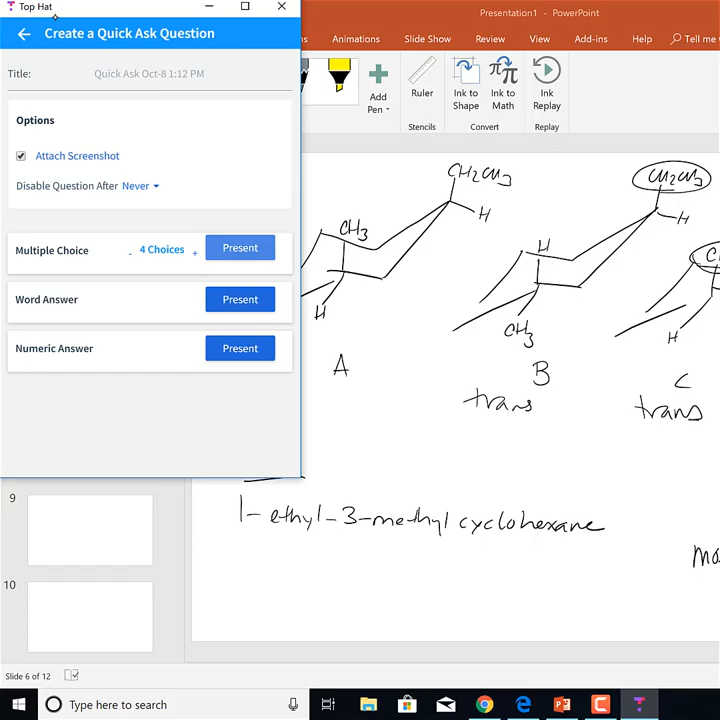 Top Hat
Create a Quick Ask Question
Title: Quick Ask Oct-8 1:12 PM
Options
Attach Screenshot
Disable Question After Never
Multiple Choice - 4 Choices + Present
Word Answer Present
Numeric Answer Present
Presentation1 - PowerPoint
Animations Slide Show Review View Add-ins Help Tell me
Add Pen
Ruler
Ink to Shape
Ink to Math
Ink Replay
Stencils Convert Replay
CH2CH3
H
CH3
H
A
CH2CH3
H
H
CH3
B
trans
H
C
trans
1-ethyl-3-methyl cyclohexane
9
10
Slide 6 of 12
Type here to search